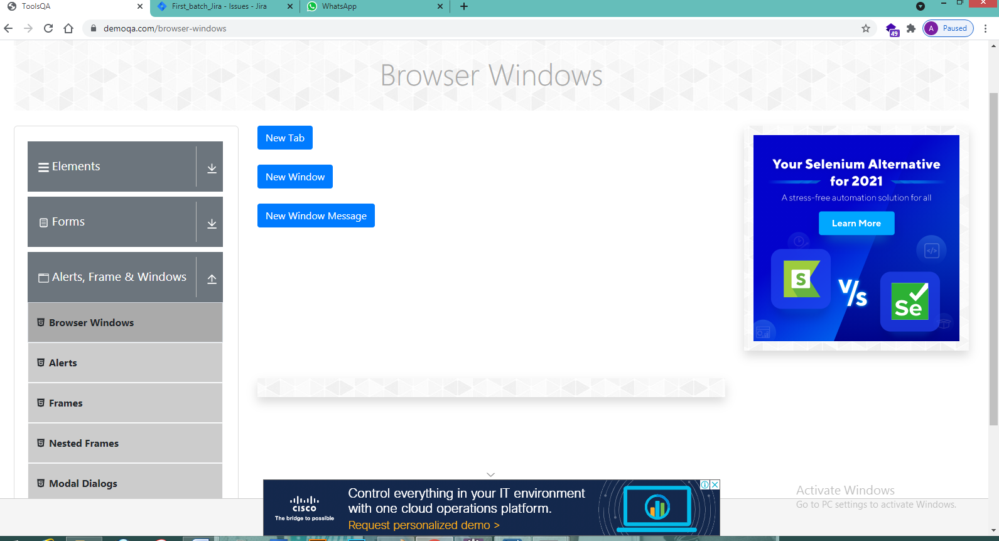 ToolsQA
First_batch_Jira - Issues - Jira
WhatsApp
demoqa.com/browser-windows
49
A
Paused
Browser Windows
Elements
Forms
Alerts, Frame & Windows
Browser Windows
Alerts
Frames
Nested Frames
Modal Dialogs
New Tab
New Window
New Window Message
Your Selenium Alternative
for 2021
A stress-free automation solution for all
Learn More
S
V/s
Se
CISCO
The bridge to possible
Control everything in your IT environment
with one cloud operations platform.
Request personalized demo >
Activate Windows
Go to PC settings to activate Windows.